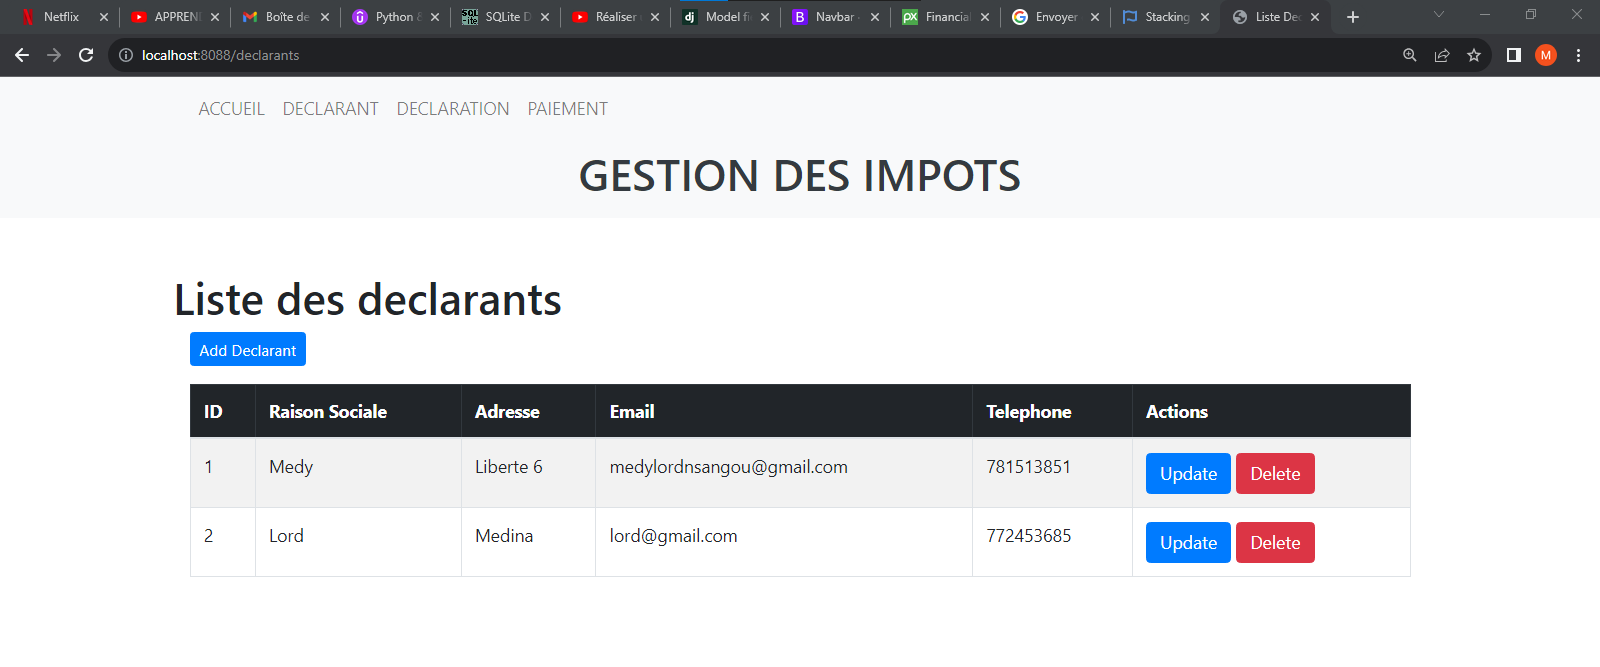 Netflix
Boîte de
Python
SQLite D
Réaliser
Model fi
Navbar
Financial
Envoyer
Stacking
Liste De
localhost:8088/declarants
M
ACCUEIL DECLARANT DECLARATION PAIEMENT
GESTION DES IMPOTS
Liste des declarants
Add Declarant
ID Raison Sociale Adresse Email Telephone Actions
1 Medy Liberte 6 medylordnsangou@gmail.com 781513851 Update Delete
2 Lord Medina lord@gmail.com 772453685 Update Delete